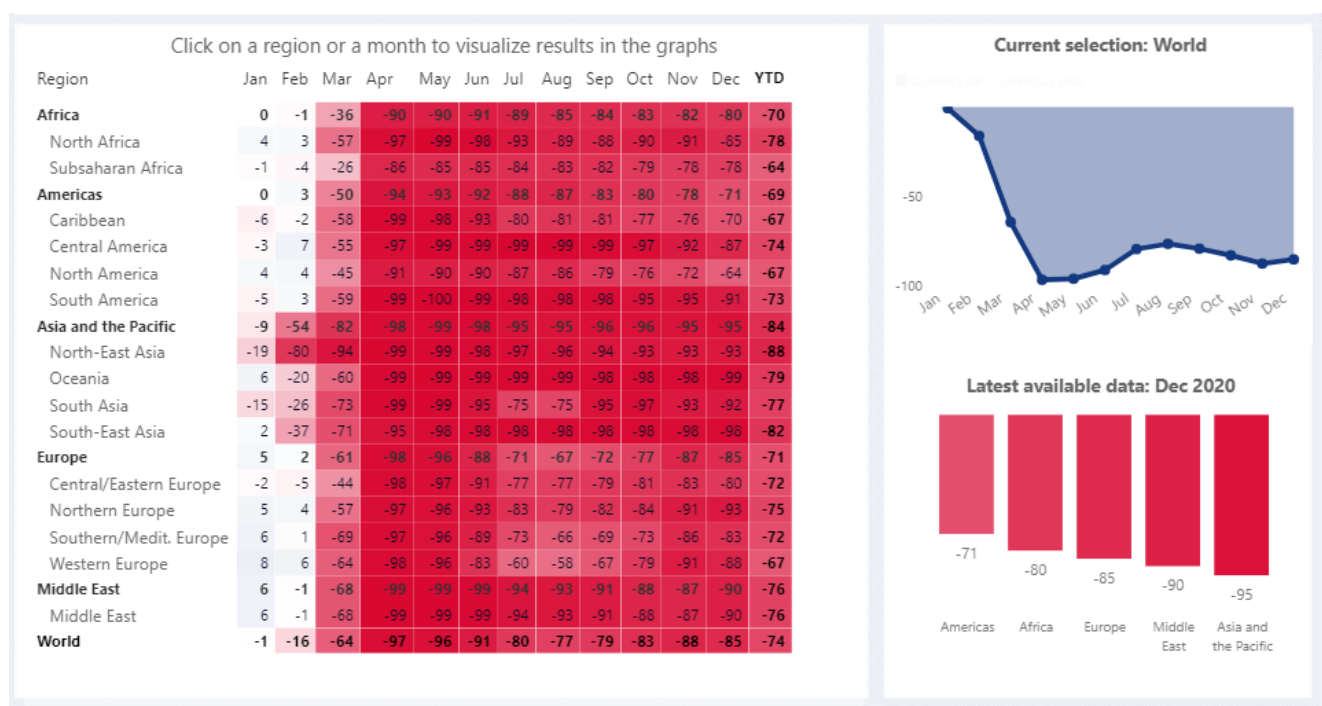 Click on a region or a month to visualize results in the graphs
Region Jan Feb Mar Apr May Jun Jul Aug Sep Oct Nov Dec YTD
Africa 0 -1 -36 -90 -90 -91 -89 -85 -84 -83 -82 -80 -70
North Africa 4 3 -57 -97 -99 -98 -93 -89 -88 -90 -91 -85 -78
Subsaharan Africa -1 -4 -26 -86 -85 -85 -84 -83 -82 -79 -78 -78 -64
Americas 0 3 -50 -94 -93 -92 -88 -87 -83 -80 -78 -71 -69
Caribbean -6 -2 -58 -99 -98 -93 -80 -81 -81 -77 -76 -70 -67
Central America -3 7 -55 -97 -99 -99 -99 -99 -99 -97 -92 -87 -74
North America 4 4 -45 -91 -90 -90 -87 -86 -79 -76 -72 -64 -67
South America -5 3 -59 -99 -100 -99 -98 -98 -98 -95 -95 -91 -73
Asia and the Pacific -9 -54 -82 -98 -99 -98 -95 -95 -96 -96 -95 -95 -84
North-East Asia -19 -80 -94 -99 -99 -98 -97 -96 -94 -93 -93 -93 -88
Oceania 6 -20 -60 -99 -99 -99 -99 -99 -98 -98 -98 -99 -79
South Asia -15 -26 -73 -99 -99 -95 -75 -75 -95 -97 -93 -92 -77
South-East Asia 2 -37 -71 -95 -98 -98 -98 -98 -98 -98 -98 -98 -82
Europe 5 2 -61 -98 -96 -88 -71 -67 -72 -77 -87 -85 -71
Central/Eastern Europe -2 -5 -44 -98 -97 -91 -77 -77 -79 -81 -83 -80 -72
Northern Europe 5 4 -57 -97 -96 -93 -83 -79 -82 -84 -91 -93 -75
Southern/Medit. Europe 6 1 -69 -97 -96 -89 -73 -66 -69 -73 -86 -83 -72
Western Europe 8 6 -64 -98 -96 -83 -60 -58 -67 -79 -91 -88 -67
Middle East 6 -1 -68 -99 -99 -99 -94 -93 -91 -88 -87 -90 -76
Middle East 6 -1 -68 -99 -99 -99 -94 -93 -91 -88 -87 -90 -76
World -1 -16 -64 -97 -96 -91 -80 -77 -79 -83 -88 -85 -74
Current selection: World
-50
-100
Jan Feb Mar Apr May Jun Jul Aug Sep Oct Nov Dec
Latest available data: Dec 2020
-71 -80 -85 -90 -95
Americas Africa Europe Middle Asia and
East the Pacific